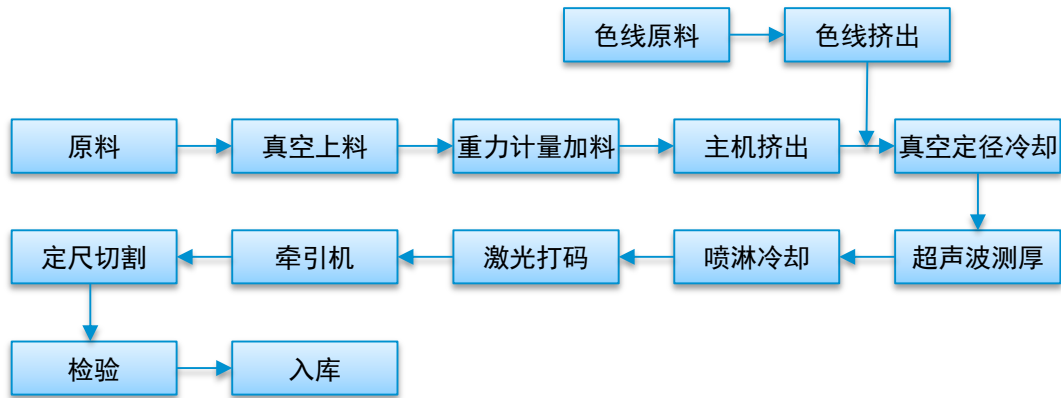 色线原料
色线挤出
原料
真空上料
重力计量加料
主机挤出
真空定径冷却
定尺切割
牵引机
激光打码
喷淋冷却
超声波测厚
检验
入库